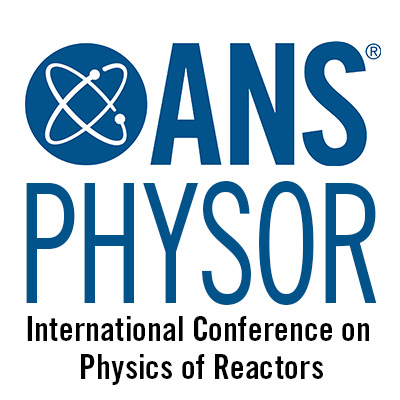 ANS®
PHYSOR
International Conference on
Physics of Reactors